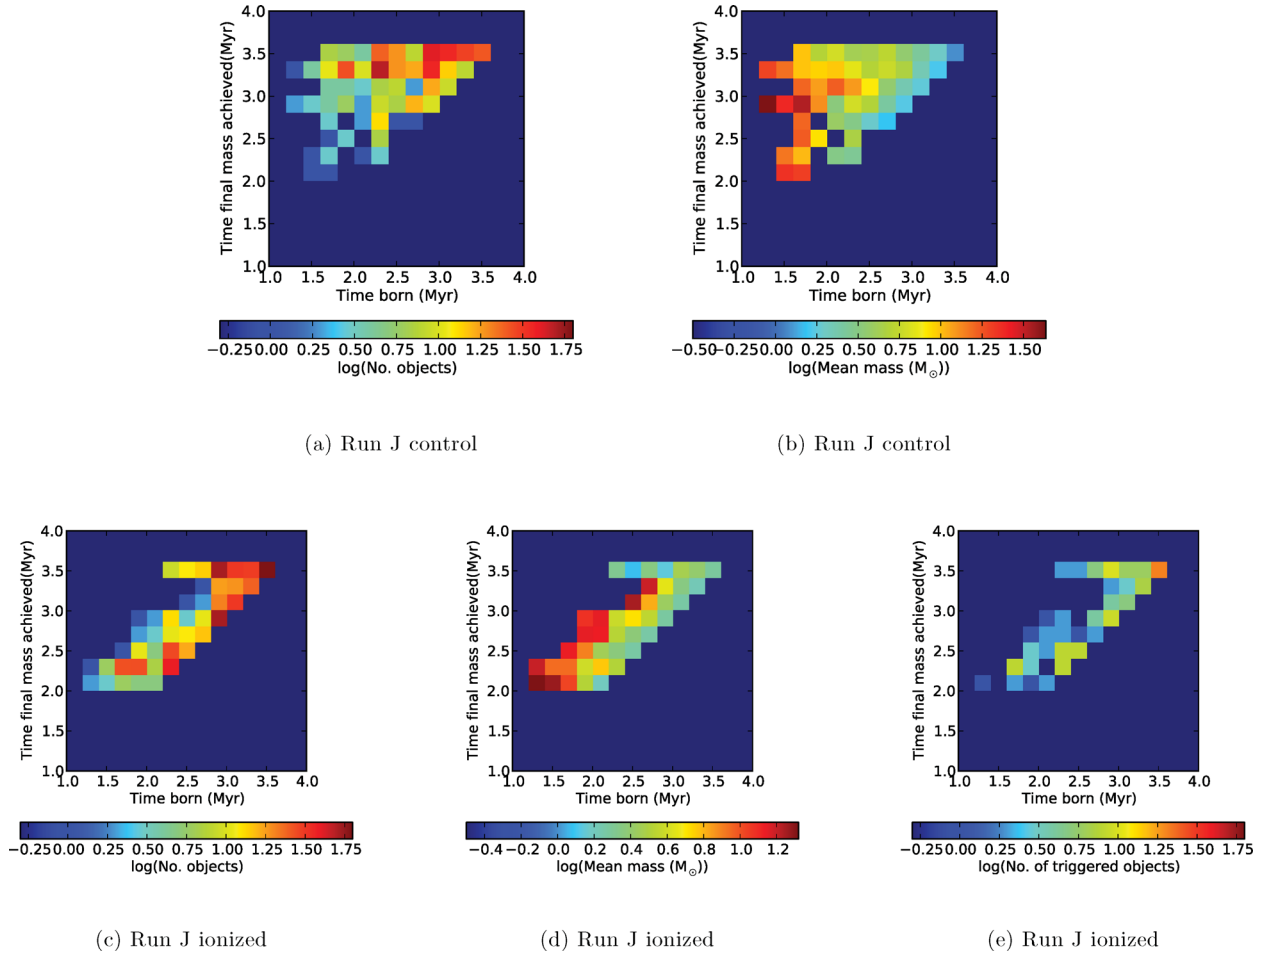 4.0 4.0
3.5 3.5
3.0 3.0
2.5 2.5
2.0 2.0
1.5 1.5
1.0 1.0
Time final mass achieved(Myr) Time final mass achieved(Myr)
1.0 1.5 2.0 2.5 3.0 3.5 4.0 1.0 1.5 2.0 2.5 3.0 3.5 4.0
Time born (Myr) Time born (Myr)
−0.25 0.00 0.25 0.50 0.75 1.00 1.25 1.50 1.75 −0.50 −0.25 0.00 0.25 0.50 0.75 1.00 1.25 1.50
log(No. objects) log(Mean mass (M⊙))
(a) Run J control (b) Run J control
4.0 4.0 4.0
3.5 3.5 3.5
3.0 3.0 3.0
2.5 2.5 2.5
2.0 2.0 2.0
1.5 1.5 1.5
1.0 1.0 1.0
Time final mass achieved(Myr) Time final mass achieved(Myr) Time final mass achieved(Myr)
1.0 1.5 2.0 2.5 3.0 3.5 4.0 1.0 1.5 2.0 2.5 3.0 3.5 4.0 1.0 1.5 2.0 2.5 3.0 3.5 4.0
Time born (Myr) Time born (Myr) Time born (Myr)
−0.25 0.00 0.25 0.50 0.75 1.00 1.25 1.50 1.75 −0.4 −0.2 0.0 0.2 0.4 0.6 0.8 1.0 1.2 −0.25 0.00 0.25 0.50 0.75 1.00 1.25 1.50 1.75
log(No. objects) log(Mean mass (M⊙)) log(No. of triggered objects)
(c) Run J ionized (d) Run J ionized (e) Run J ionized